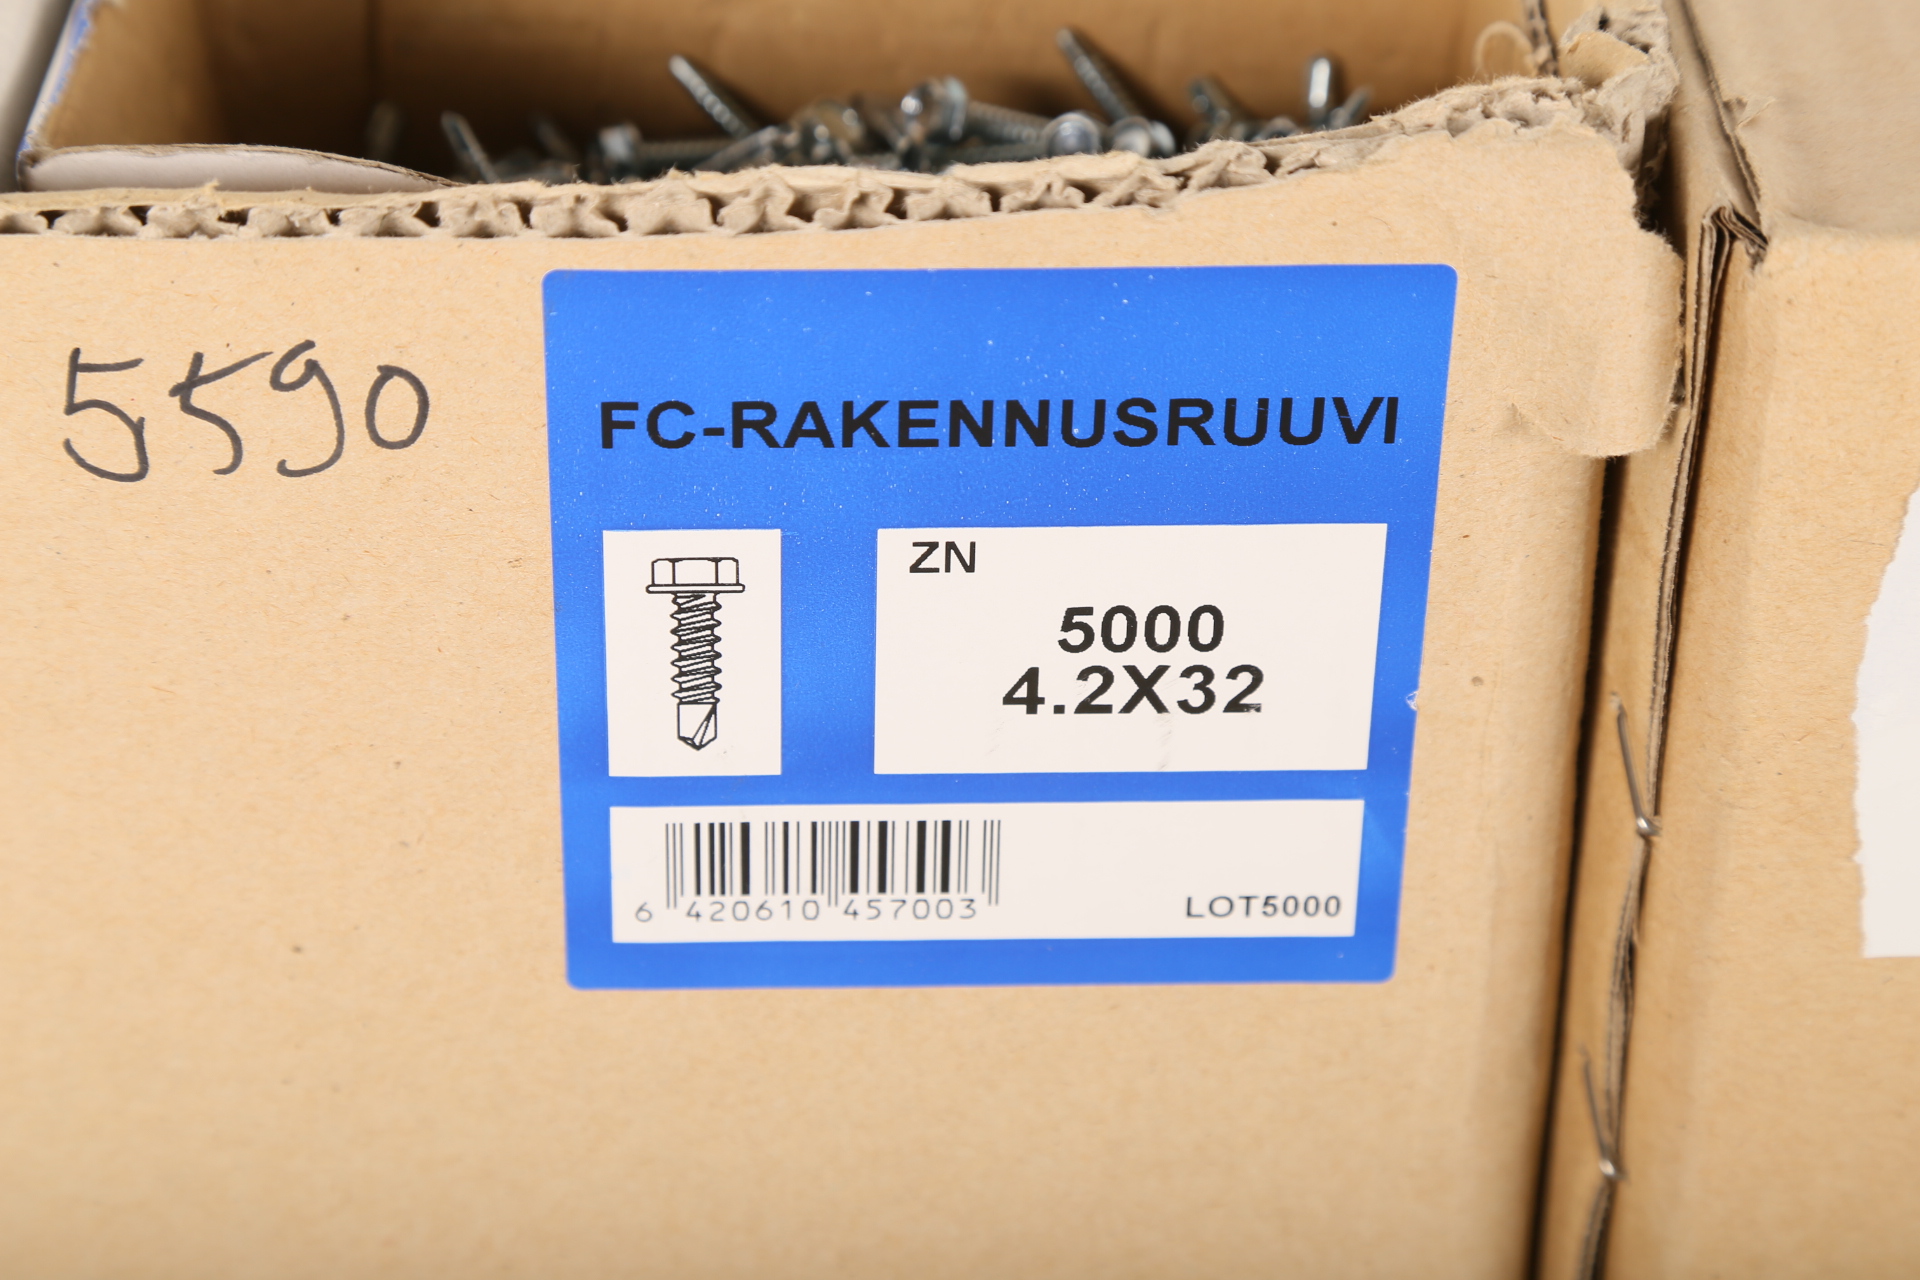 5590
FC-RAKENNUSRUUVI
ZN
5000
4.2X32
6 420610 457003
LOT5000